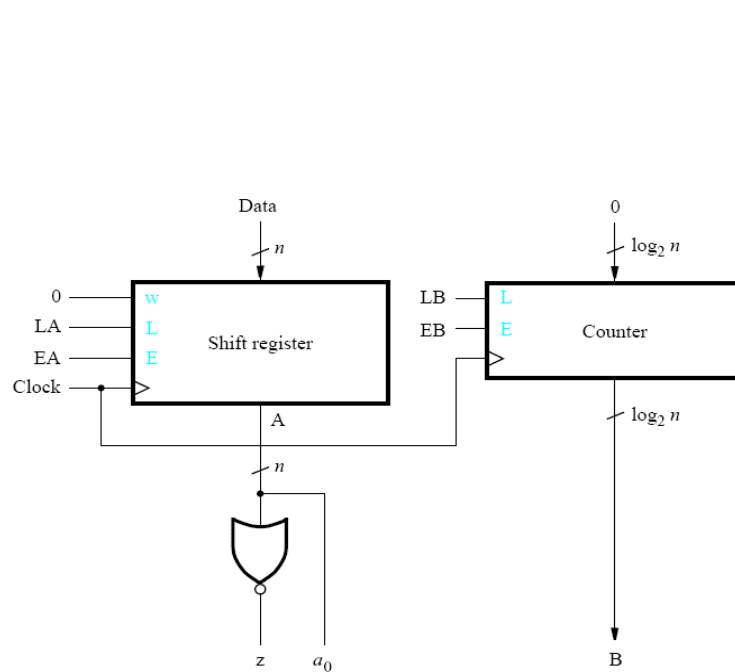 Data
n
0
log₂ n
0
w
LA
L
EA
E
Clock
Shift register
LB
L
EB
E
Counter
A
n
log₂ n
z
a₀
B